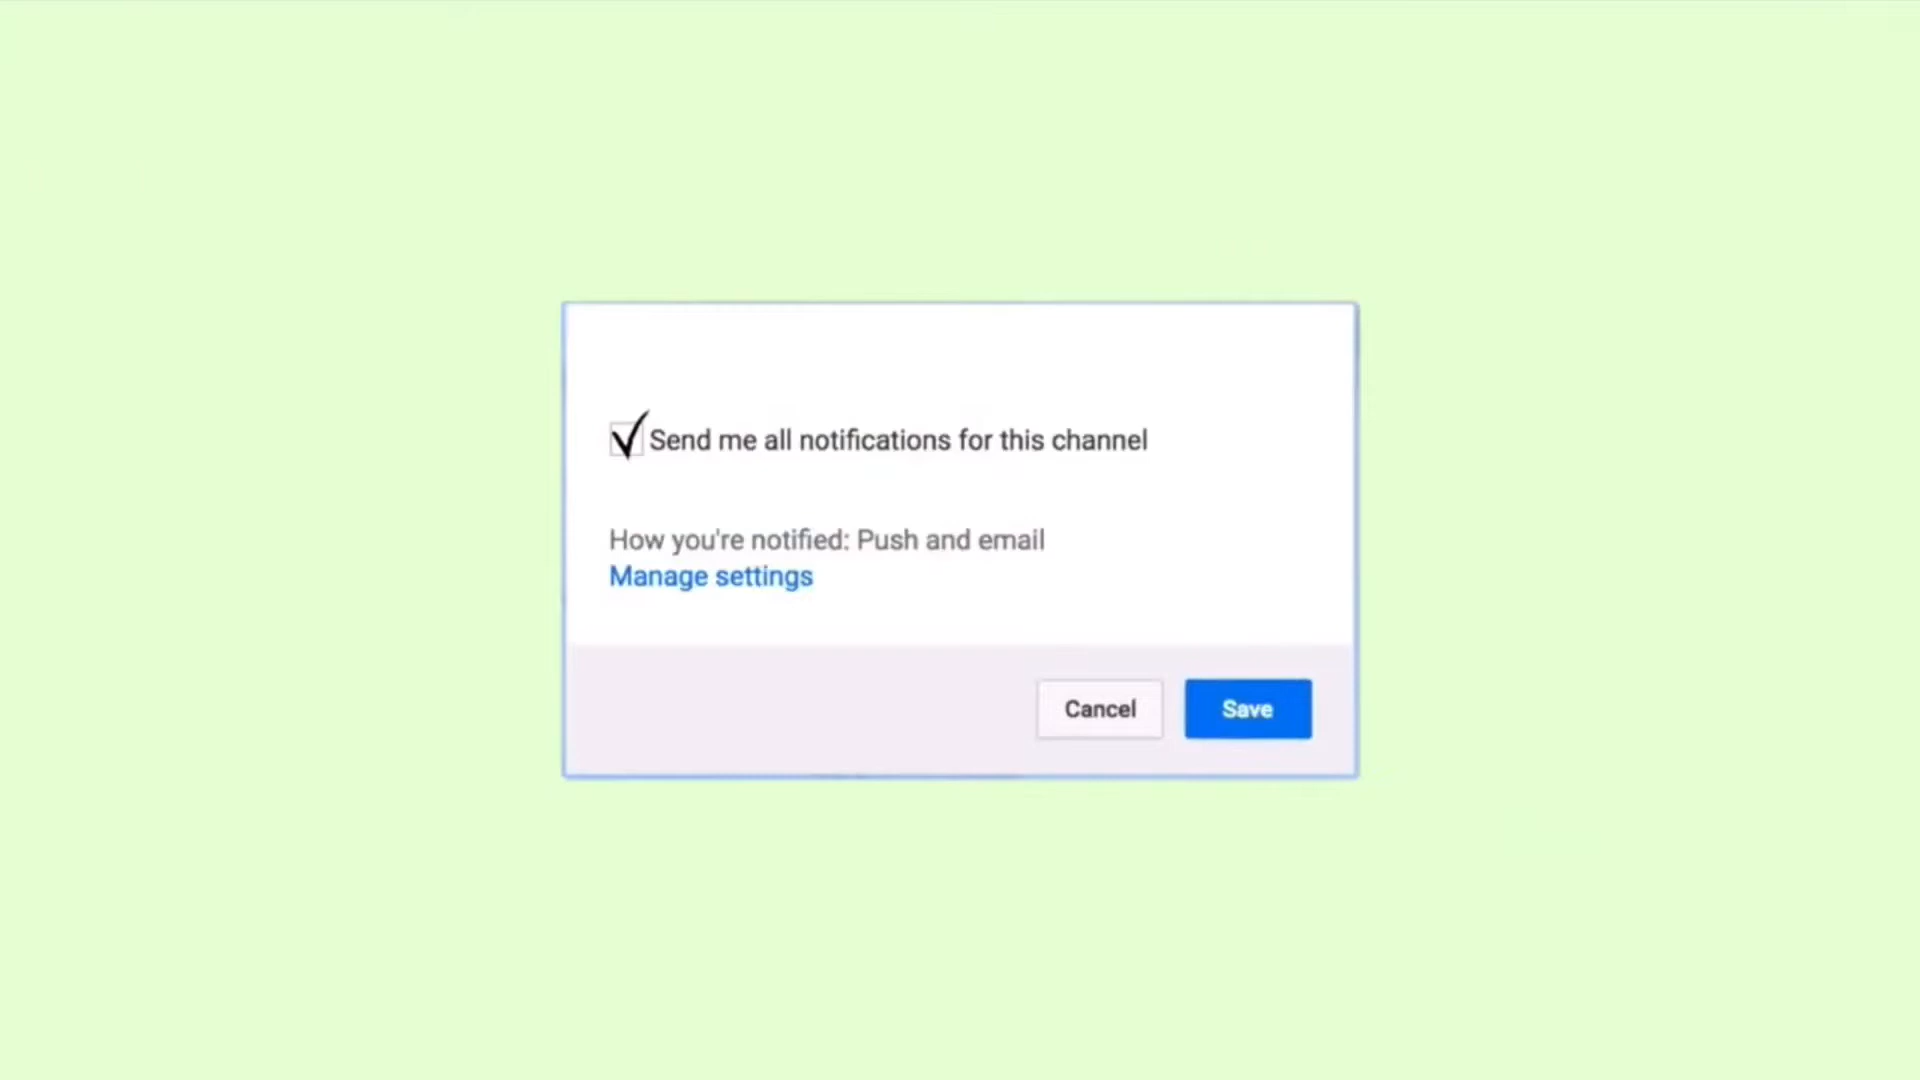 Send me all notifications for this channel
How you're notified: Push and email
Manage settings
Cancel Save